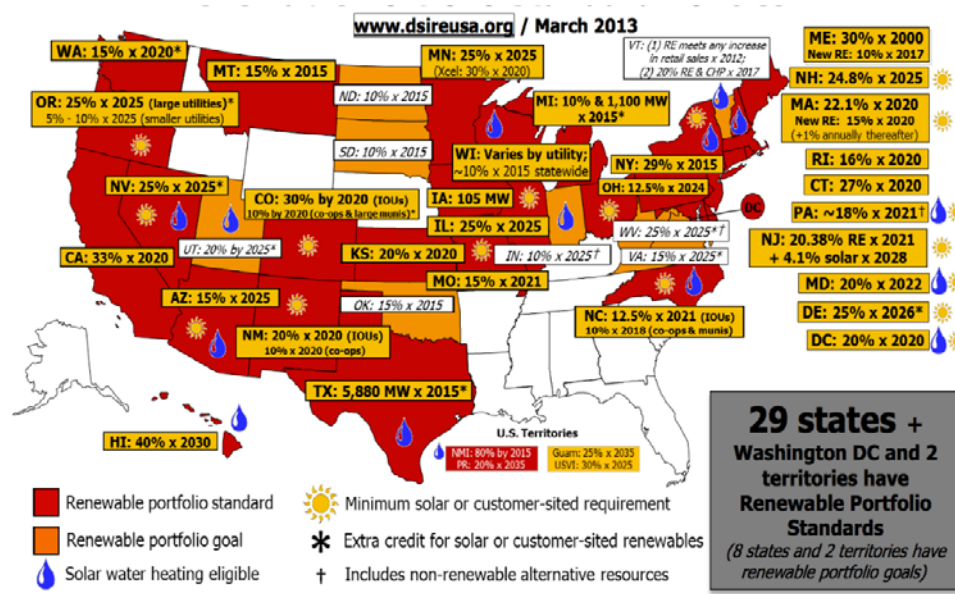 www.dsireusa.org / March 2013
WA: 15% x 2020*
MT: 15% x 2015
MN: 25% x 2025
(Xcel: 30% x 2020)
VT: (1) RE meets any increase
in retail sales x 2012;
(2) 20% RE & CHP x 2017
ME: 30% x 2000
New RE: 10% x 2017
NH: 24.8% x 2025
OR: 25% x 2025 (large utilities)*
5% - 10% x 2025 (smaller utilities)
ND: 10% x 2015
MI: 10% & 1,100 MW
x 2015*
MA: 22.1% x 2020
New RE: 15% x 2020
(+1% annually thereafter)
SD: 10% x 2015
WI: Varies by utility;
~10% x 2015 statewide
NY: 29% x 2015
RI: 16% x 2020
CT: 27% x 2020
NV: 25% x 2025*
CO: 30% by 2020 (IOUs)
10% by 2020 (co-ops & large munis)*
IA: 105 MW
OH: 12.5% x 2024
DC
PA: ~18% x 2021†
IL: 25% x 2025
WV: 25% x 2025*†
UT: 20% by 2025*
KS: 20% x 2020
IN: 10% x 2025†
VA: 15% x 2025*
NJ: 20.38% RE x 2021
+ 4.1% solar x 2028
CA: 33% x 2020
MO: 15% x 2021
MD: 20% x 2022
AZ: 15% x 2025
OK: 15% x 2015
DE: 25% x 2026*
NC: 12.5% x 2021 (IOUs)
10% x 2018 (co-ops & munis)
NM: 20% x 2020 (IOUs)
10% x 2020 (co-ops)
DC: 20% x 2020
TX: 5,880 MW x 2015*
HI: 40% x 2030
U.S. Territories
NMI: 80% by 2015
PR: 20% x 2035
Guam: 25% x 2035
USVI: 30% x 2025
29 states +
Washington DC and 2
territories have
Renewable Portfolio
Standards
(8 states and 2 territories have
renewable portfolio goals)
Renewable portfolio standard
Renewable portfolio goal
Solar water heating eligible
Minimum solar or customer-sited requirement
* Extra credit for solar or customer-sited renewables
† Includes non-renewable alternative resources